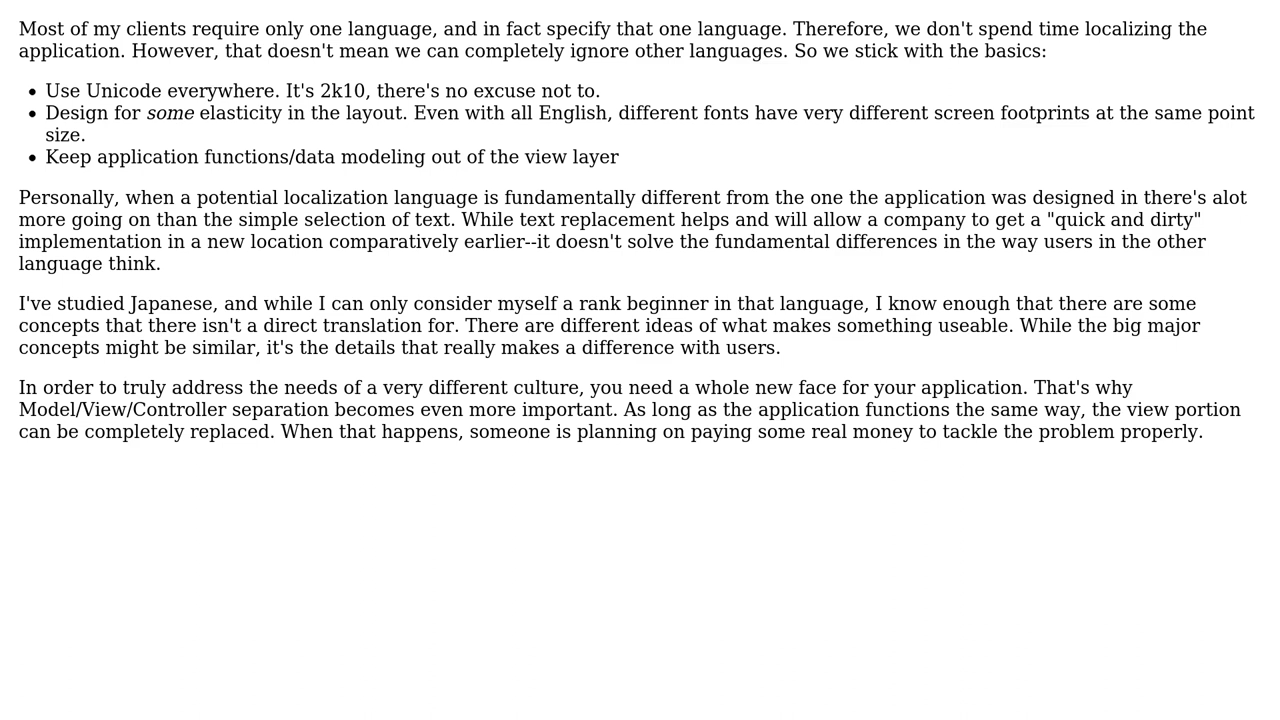 Most of my clients require only one language, and in fact specify that one language. Therefore, we don't spend time localizing the
application. However, that doesn't mean we can completely ignore other languages. So we stick with the basics:
• Use Unicode everywhere. It's 2k10, there's no excuse not to.
• Design for some elasticity in the layout. Even with all English, different fonts have very different screen footprints at the same point
size.
• Keep application functions/data modeling out of the view layer
Personally, when a potential localization language is fundamentally different from the one the application was designed in there's alot
more going on than the simple selection of text. While text replacement helps and will allow a company to get a "quick and dirty"
implementation in a new location comparatively earlier--it doesn't solve the fundamental differences in the way users in the other
language think.
I've studied Japanese, and while I can only consider myself a rank beginner in that language, I know enough that there are some
concepts that there isn't a direct translation for. There are different ideas of what makes something useable. While the big major
concepts might be similar, it's the details that really makes a difference with users.
In order to truly address the needs of a very different culture, you need a whole new face for your application. That's why
Model/View/Controller separation becomes even more important. As long as the application functions the same way, the view portion
can be completely replaced. When that happens, someone is planning on paying some real money to tackle the problem properly.